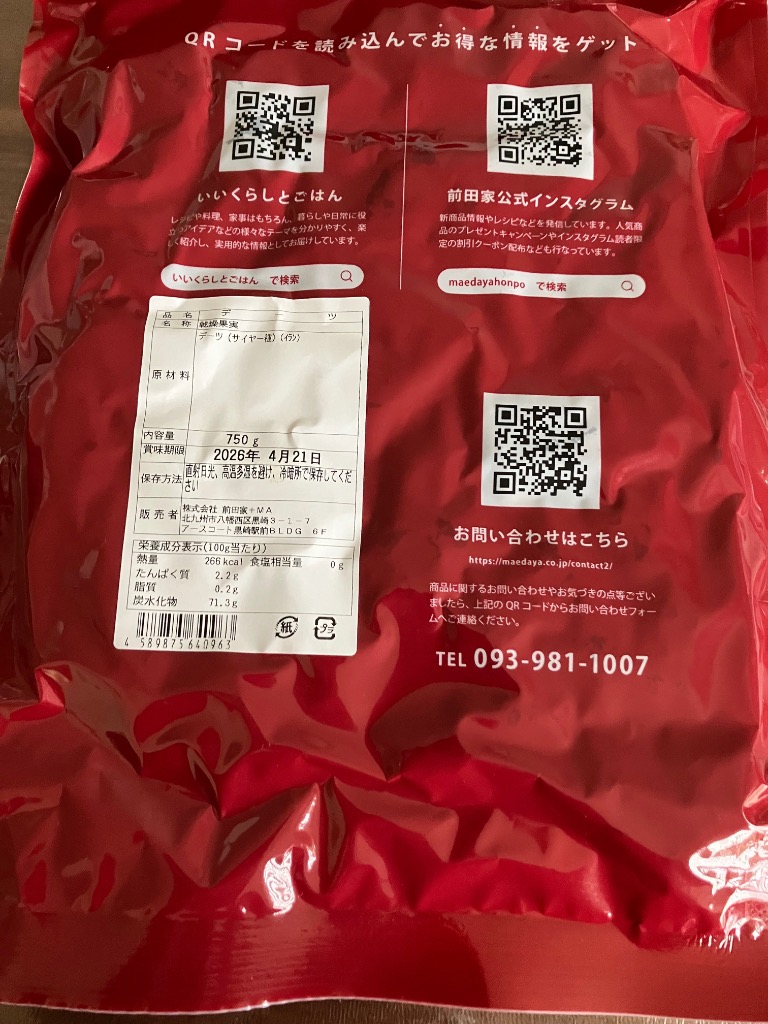 QRコードを読み込んでお得な情報をゲット
いいくらしとごはん
レシピや料理、家事はもちろん、暮らしや日常に役
立つアイデアなどの様々なテーマを分かりやすく、楽
しく紹介し、実用的な情報としてお届けしています。
いいくらしとごはん で検索
前田家公式インスタグラム
新商品情報やレシピなどを発信しています。人気商
品のプレゼントキャンペーンやインスタグラム読者限
定の割引クーポン配布なども行なっています。
maedayahonpo で検索
品名 デーツ
名称 乾燥果実
原材料 デーツ(サイヤー種)(イラン)
内容量 750g
賞味期限 2026年 4月21日
保存方法 直射日光、高温多湿を避け、冷暗所で保存してくだ
さい
販売者 株式会社 前田家+MA
北九州市八幡西区黒崎3-1-7
アースコート黒崎駅前BLDG 6F
栄養成分表示(100g当たり)
熱量 266kcal 食塩相当量 0g
たんぱく質 2.2g
脂質 0.2g
炭水化物 71.3g
4589875640963
紙 プラ
お問い合わせはこちら
https://maedaya.co.jp/contact2/
商品に関するお問い合わせやお気づきの点等ござい
ましたら、上記のQRコードからお問い合わせフォー
ムへご連絡ください。
TEL 093-981-1007